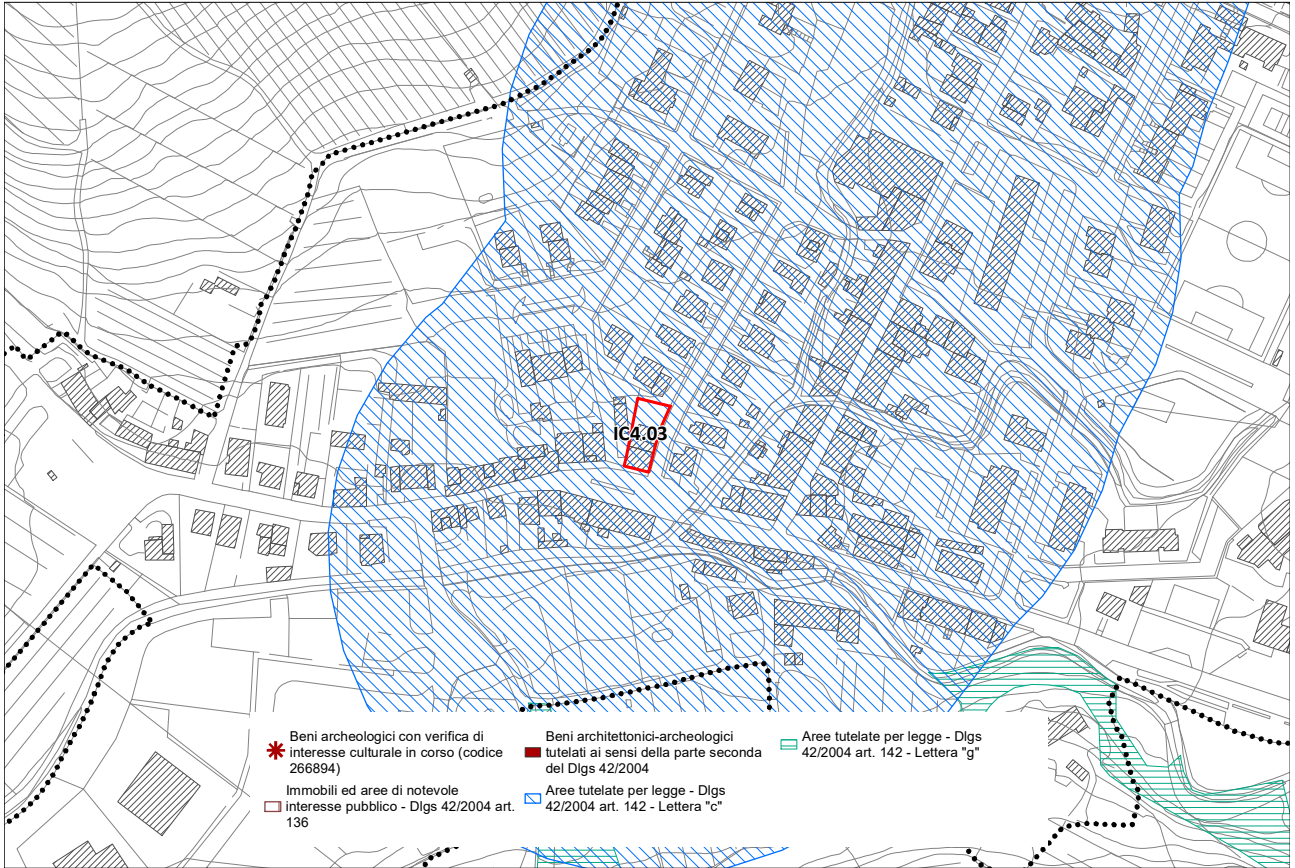 IC4.03
Beni archeologici con verifica di
interesse culturale in corso (codice
266894)
Immobili ed aree di notevole
interesse pubblico - Dlgs 42/2004 art.
136
Beni architettonici-archeologici
tutelati ai sensi della parte seconda
del Dlgs 42/2004
Aree tutelate per legge - Dlgs
42/2004 art. 142 - Lettera "c"
Aree tutelate per legge - Dlgs
42/2004 art. 142 - Lettera "g"